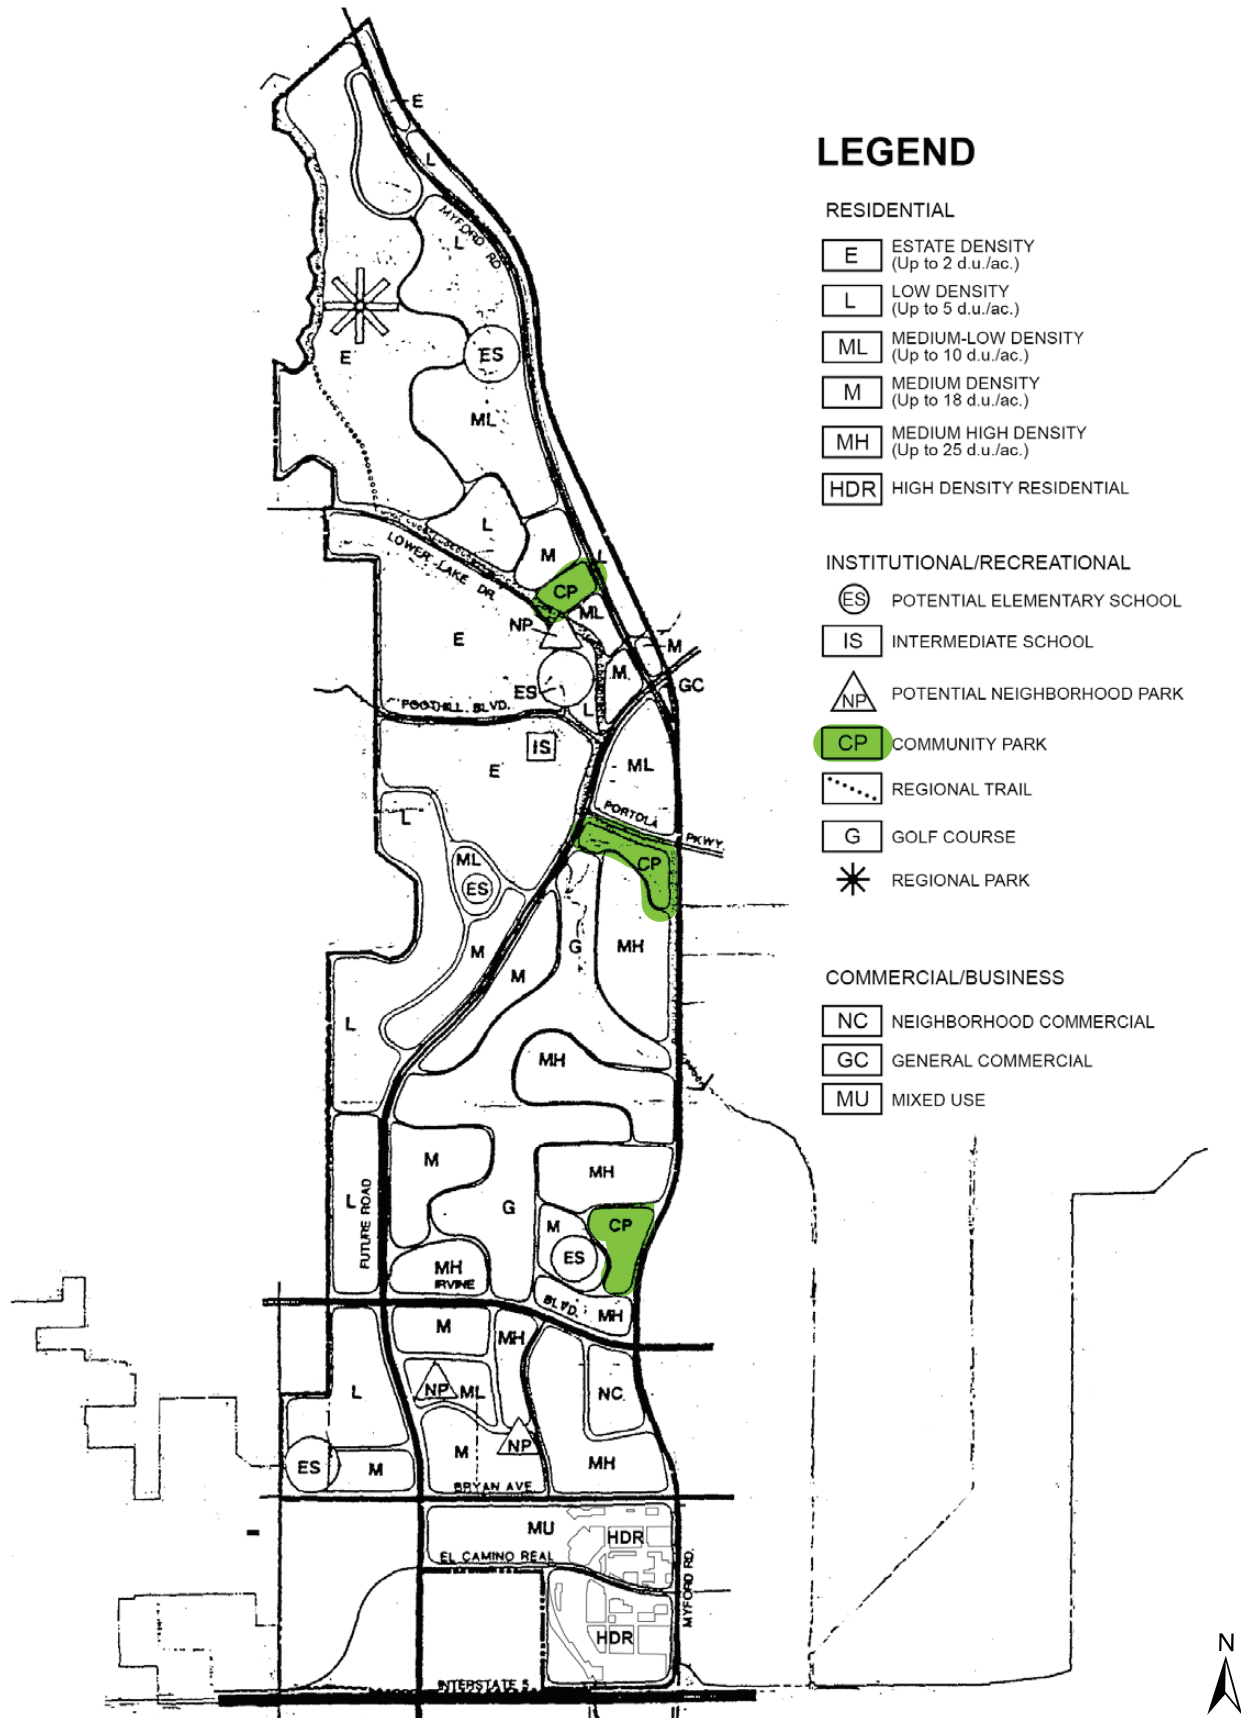 E
L
MYFORD RD.
L
E
ES
ML
L
M
L
LOWER LAKE DR.
CP
ML
NP
E
M
M
ES
GC
L
FOOTHILL BLVD.
IS
E
ML
L
PORTOLA PKWY.
CP
ML
ES
M
G
MH
M
L
MH
M
MH
L
FUTURE ROAD
G
M
CP
ES
MH
IRVINE BLVD.
MH
M
MH
L
NP
ML
NC
NP
M
MH
ES
M
BRYAN AVE.
MU
HDR
EL CAMINO REAL
MYFORD RD.
HDR
INTERSTATE 5
LEGEND
RESIDENTIAL
E ESTATE DENSITY
(Up to 2 d.u./ac.)
L LOW DENSITY
(Up to 5 d.u./ac.)
ML MEDIUM-LOW DENSITY
(Up to 10 d.u./ac.)
M MEDIUM DENSITY
(Up to 18 d.u./ac.)
MH MEDIUM HIGH DENSITY
(Up to 25 d.u./ac.)
HDR HIGH DENSITY RESIDENTIAL
INSTITUTIONAL/RECREATIONAL
ES POTENTIAL ELEMENTARY SCHOOL
IS INTERMEDIATE SCHOOL
NP POTENTIAL NEIGHBORHOOD PARK
CP COMMUNITY PARK
REGIONAL TRAIL
G GOLF COURSE
REGIONAL PARK
COMMERCIAL/BUSINESS
NC NEIGHBORHOOD COMMERCIAL
GC GENERAL COMMERCIAL
MU MIXED USE
N